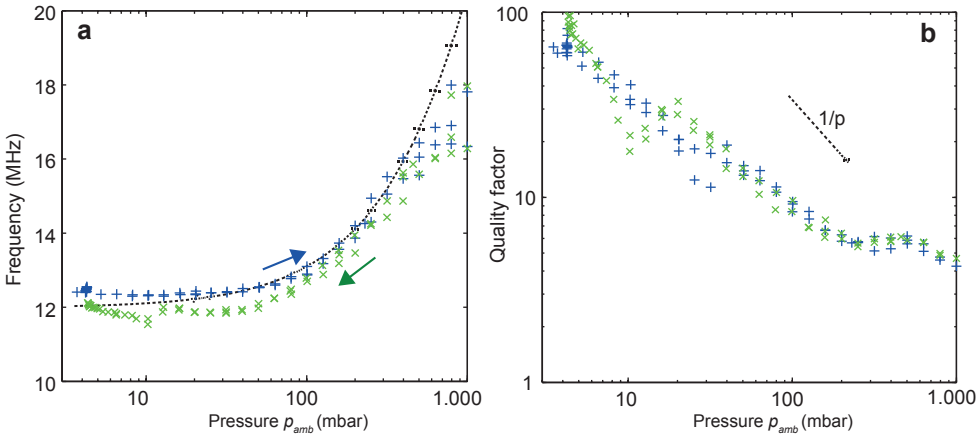 a
20
18
16
14
12
10
Frequency (MHz)
10
100
1.000
Pressure p_amb (mbar)
b
100
10
1
Quality factor
1/p
10
100
1.000
Pressure p_amb (mbar)